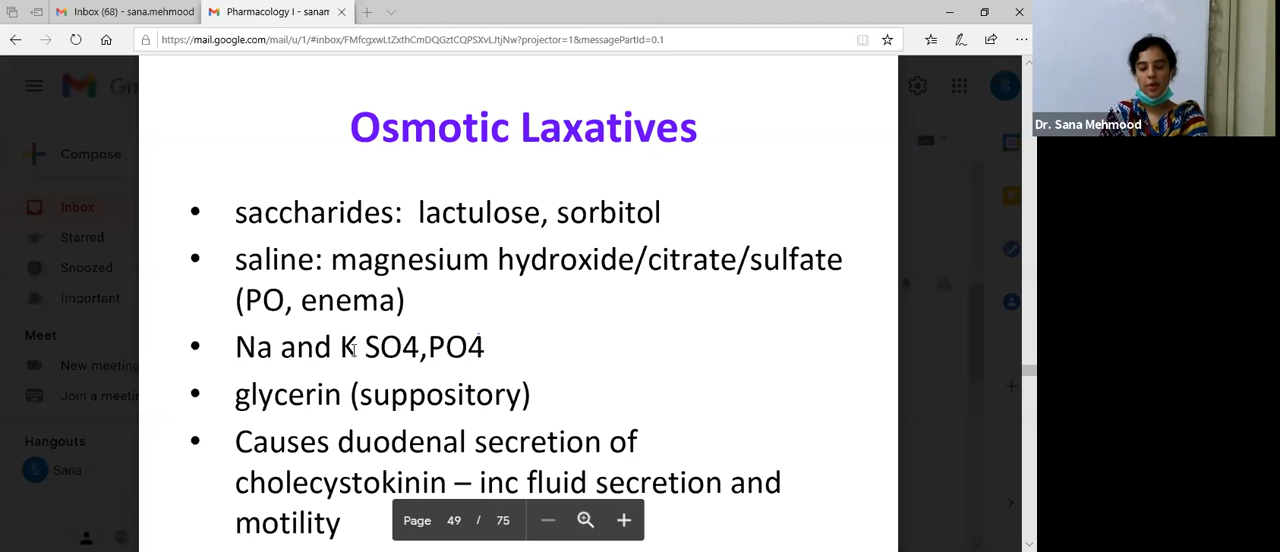 Inbox (68) - sana.mehmood
Pharmacology I - sanam
https://mail.google.com/mail/u/1/#inbox/FMfcgxwLtZxthCmDQGztCQPSXvLJtjNw?projector=1&messagePartId=0.1
Compose
Inbox
Starred
Snoozed
Important
Meet
New meeting
Join a meeti
Hangouts
Sana
Osmotic Laxatives
• saccharides: lactulose, sorbitol
• saline: magnesium hydroxide/citrate/sulfate
(PO, enema)
• Na and K SO4,PO4
• glycerin (suppository)
• Causes duodenal secretion of
cholecystokinin – inc fluid secretion and
motility
Page 49 / 75
Dr. Sana Mehmood